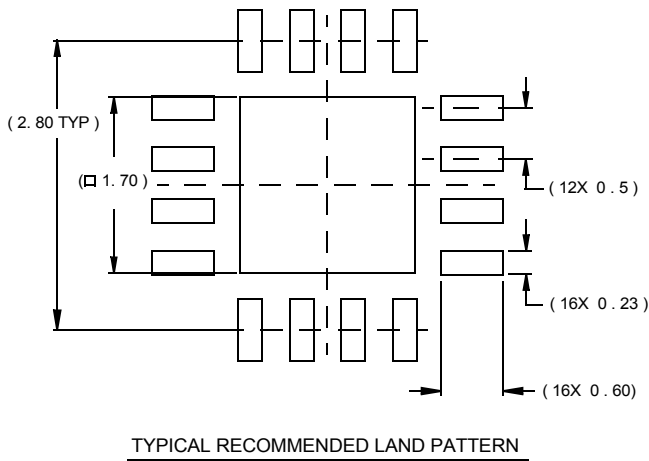 ( 2. 80 TYP )
(□ 1. 70 )
( 12X 0 . 5 )
( 16X 0 . 23 )
( 16X 0 . 60)
TYPICAL RECOMMENDED LAND PATTERN